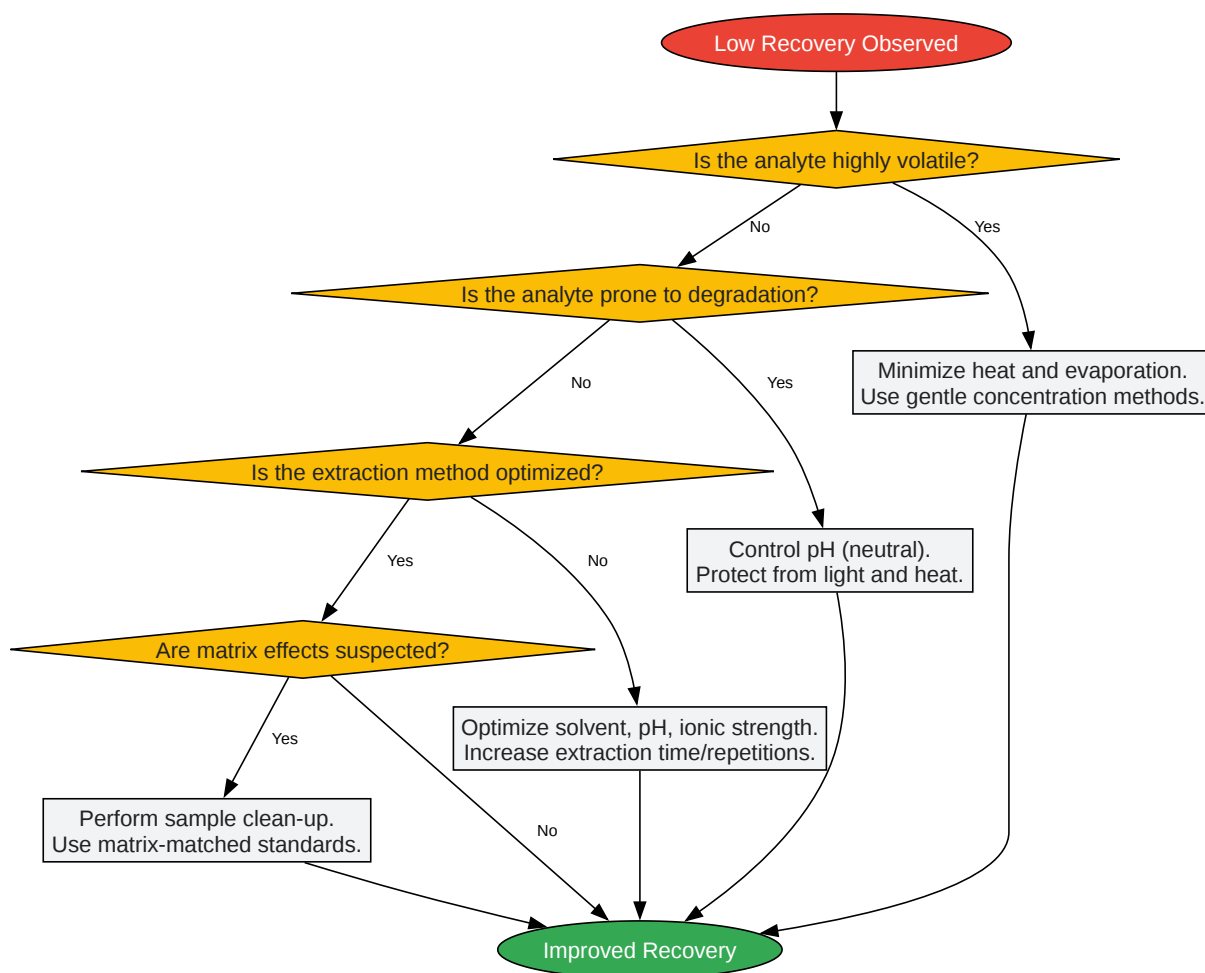 Low Recovery Observed
Is the analyte highly volatile?
No
Yes
Is the analyte prone to degradation?
Minimize heat and evaporation.
Use gentle concentration methods.
No
Yes
Is the extraction method optimized?
Control pH (neutral).
Protect from light and heat.
Yes
No
Are matrix effects suspected?
Optimize solvent, pH, ionic strength.
Increase extraction time/repetitions.
Yes
No
Perform sample clean-up.
Use matrix-matched standards.
Improved Recovery